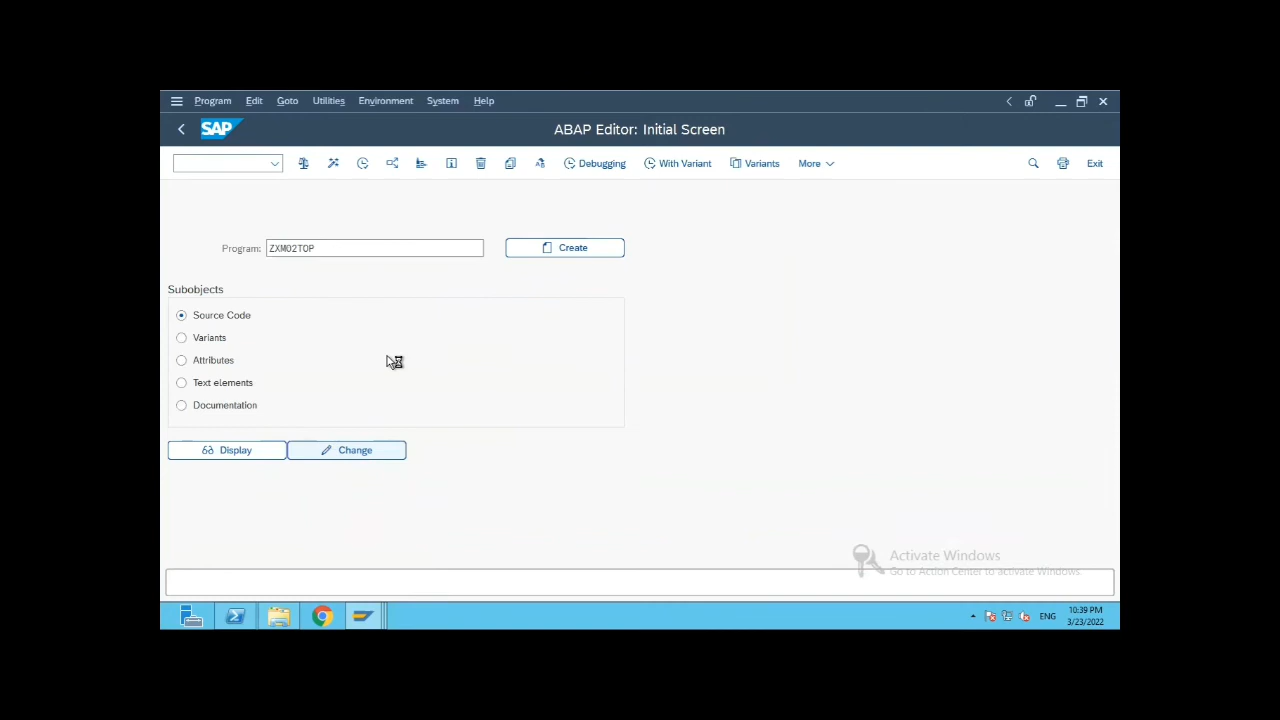 Program Edit Goto Utilities Environment System Help
SAP ABAP Editor: Initial Screen
Debugging With Variant Variants More Exit
Program: ZXM02TOP Create
Subobjects
Source Code
Variants
Attributes
Text elements
Documentation
Display Change
Activate Windows
Go to Action Center to activate Windows.
ENG 10:39 PM
3/23/2022